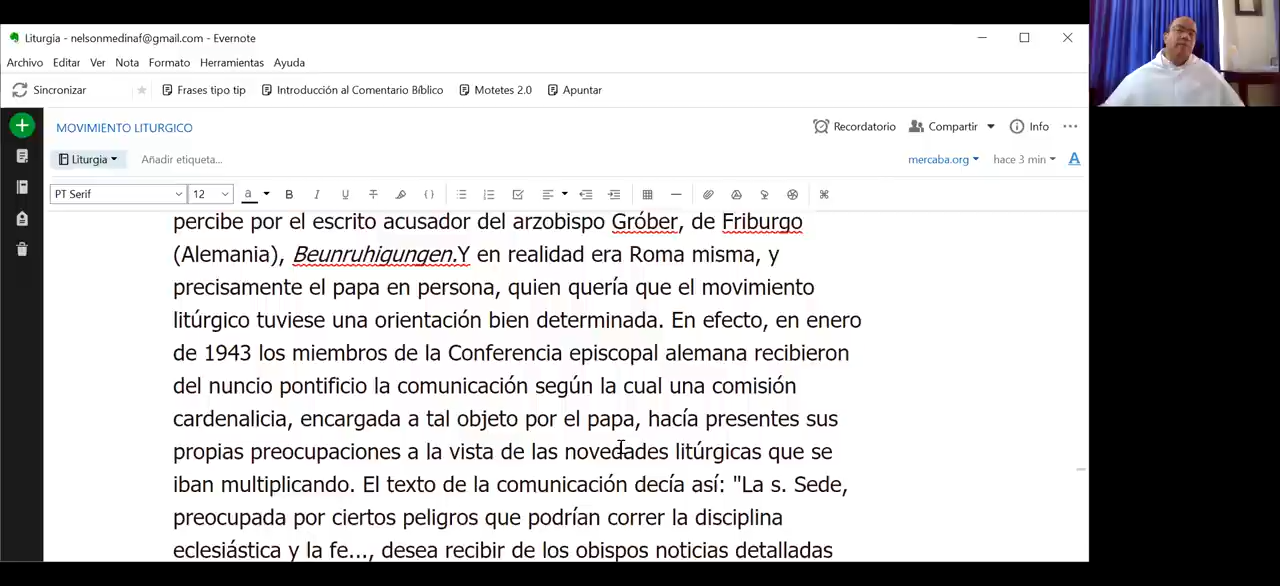 Liturgia - nelsonmedinaf@gmail.com - Evernote
Archivo Editar Ver Nota Formato Herramientas Ayuda
Sincronizar Frases tipo tip Introducción al Comentario Bíblico Motetes 2.0 Apuntar
MOVIMIENTO LITURGICO Recordatorio Compartir Info
Liturgia Añadir etiqueta... mercaba.org hace 3 min
PT Serif 12
percibe por el escrito acusador del arzobispo Gróber, de Friburgo
(Alemania), Beunruhigungen.Y en realidad era Roma misma, y
precisamente el papa en persona, quien quería que el movimiento
litúrgico tuviese una orientación bien determinada. En efecto, en enero
de 1943 los miembros de la Conferencia episcopal alemana recibieron
del nuncio pontificio la comunicación según la cual una comisión
cardenalicia, encargada a tal objeto por el papa, hacía presentes sus
propias preocupaciones a la vista de las novedades litúrgicas que se
iban multiplicando. El texto de la comunicación decía así: "La s. Sede,
preocupada por ciertos peligros que podrían correr la disciplina
eclesiástica y la fe..., desea recibir de los obispos noticias detalladas